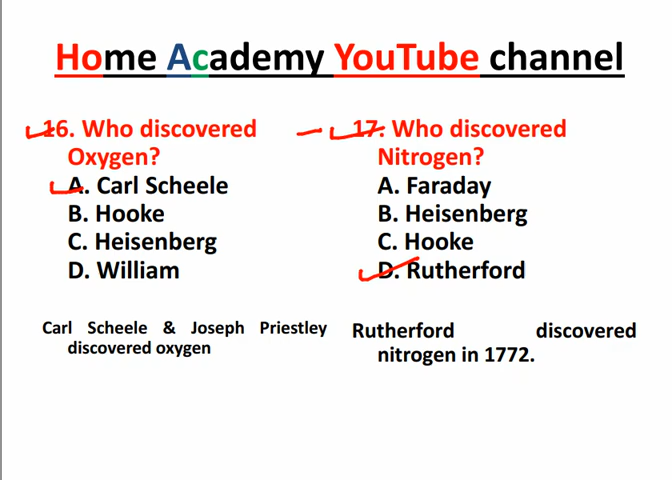 Home Academy YouTube channel
16. Who discovered
Oxygen?
A. Carl Scheele
B. Hooke
C. Heisenberg
D. William
Carl Scheele & Joseph Priestley
discovered oxygen
17. Who discovered
Nitrogen?
A. Faraday
B. Heisenberg
C. Hooke
D. Rutherford
Rutherford discovered
nitrogen in 1772.